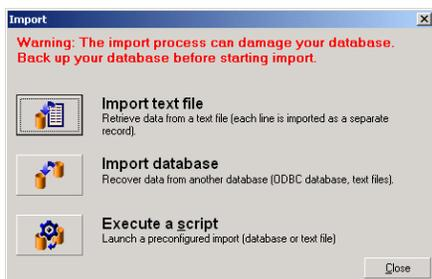 Import
Warning: The import process can damage your database.
Back up your database before starting import.
Import text file
Retrieve data from a text file (each line is imported as a separate
record).
Import database
Recover data from another database (ODBC database, text files).
Execute a script
Launch a preconfigured import (database or text file)
Close